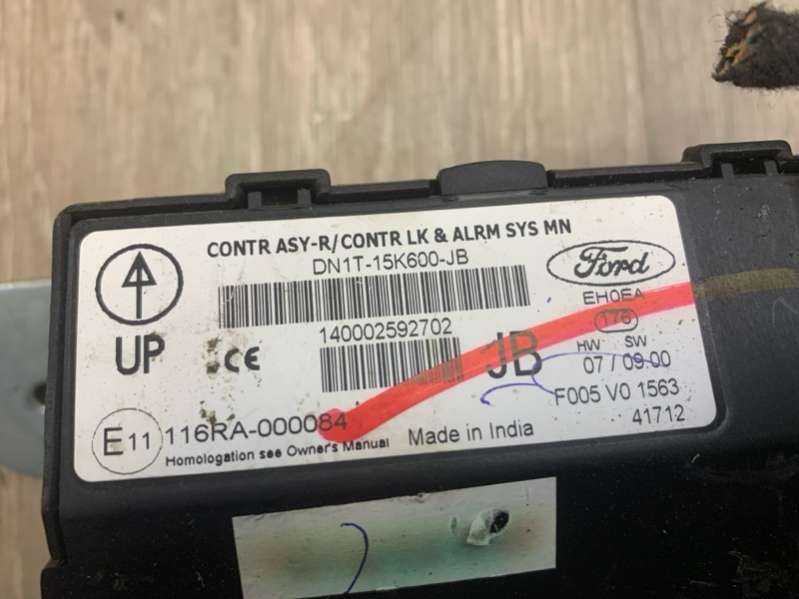 CONTR ASY-R/CONTR LK & ALRM SYS MN
DN1T-15K600-JB
Ford
EH0EA
176
140002592702
UP
CE
JB
HW SW
07 / 09.00
F005 V0 1563
41712
E11
116RA-000084
Homologation see Owner's Manual
Made in India